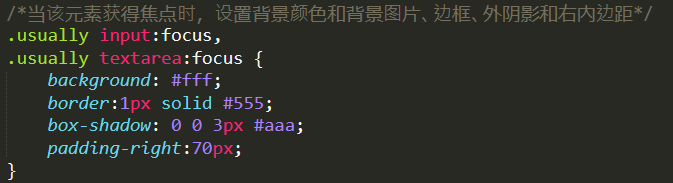 /*当该元素获得焦点时，设置背景颜色和背景图片、边框、外阴影和右内边距*/
.usually input:focus,
.usually textarea:focus {
    background: #fff;
    border:1px solid #555;
    box-shadow: 0 0 3px #aaa;
    padding-right:70px;
}